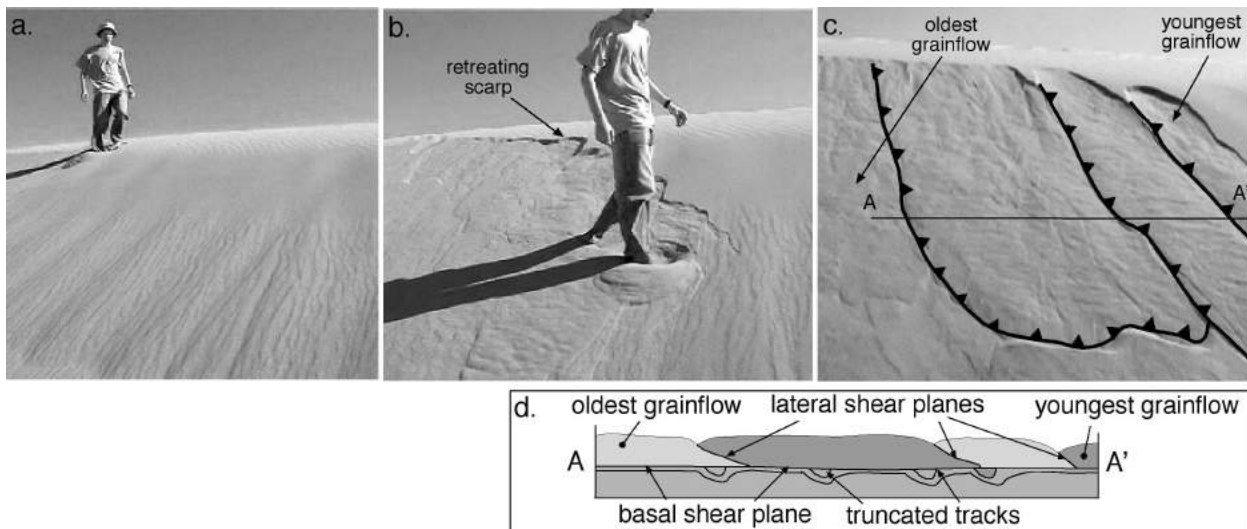 a.
b.
retreating
scarp
c.
oldest
grainflow
youngest
grainflow
A
A'
d.
oldest grainflow
lateral shear planes
youngest grainflow
A
A'
basal shear plane
truncated tracks